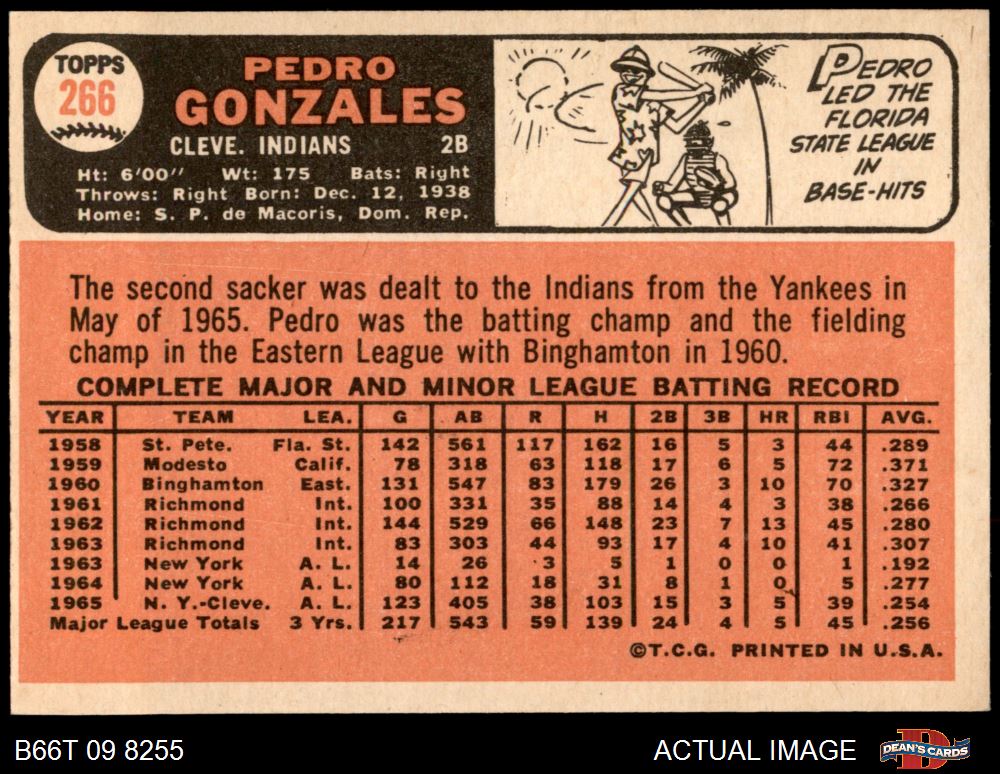 TOPPS
266
PEDRO
GONZALES
CLEVE. INDIANS 2B
Ht: 6'00" Wt: 175 Bats: Right
Throws: Right Born: Dec. 12, 1938
Home: S. P. de Macoris, Dom. Rep.
PEDRO
LED THE
FLORIDA
STATE LEAGUE
IN
BASE-HITS
The second sacker was dealt to the Indians from the Yankees in
May of 1965. Pedro was the batting champ and the fielding
champ in the Eastern League with Binghamton in 1960.
COMPLETE MAJOR AND MINOR LEAGUE BATTING RECORD
YEAR TEAM LEA. G AB R H 2B 3B HR RBI AVG.
1958 St. Pete. Fla. St. 142 561 117 162 16 5 3 44 .289
1959 Modesto Calif. 78 318 63 118 17 6 5 72 .371
1960 Binghamton East. 131 547 83 179 26 3 10 70 .327
1961 Richmond Int. 100 331 35 88 14 4 3 38 .266
1962 Richmond Int. 144 529 66 148 23 7 13 45 .280
1963 Richmond Int. 83 303 44 93 17 4 10 41 .307
1963 New York A. L. 14 26 3 5 1 0 0 1 .192
1964 New York A. L. 80 112 18 31 8 1 0 5 .277
1965 N. Y.-Cleve. A. L. 123 405 38 103 15 3 5 39 .254
Major League Totals 3 Yrs. 217 543 59 139 24 4 5 45 .256
©T.C.G. PRINTED IN U.S.A.
B66T 09 8255 ACTUAL IMAGE DEAN'S CARDS